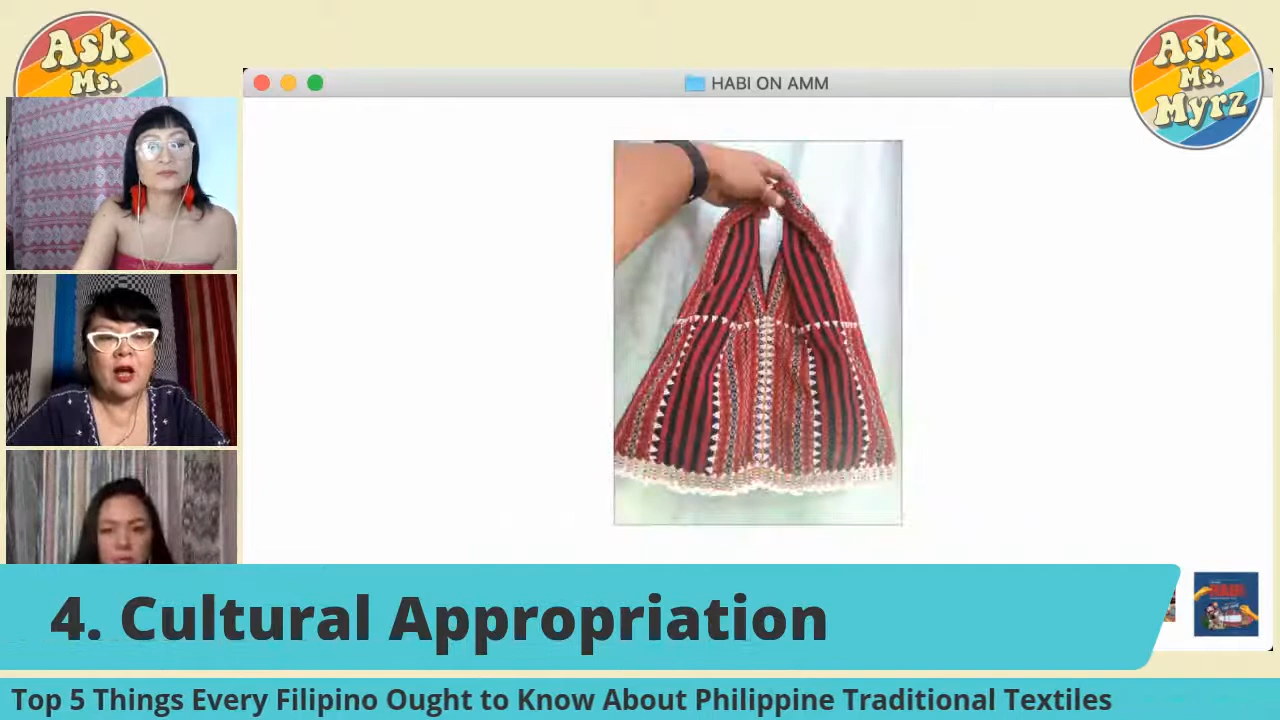 Ask
Ms.
HABI ON AMM
Ask
Ms.
Myrz
4. Cultural Appropriation
Top 5 Things Every Filipino Ought to Know About Philippine Traditional Textiles